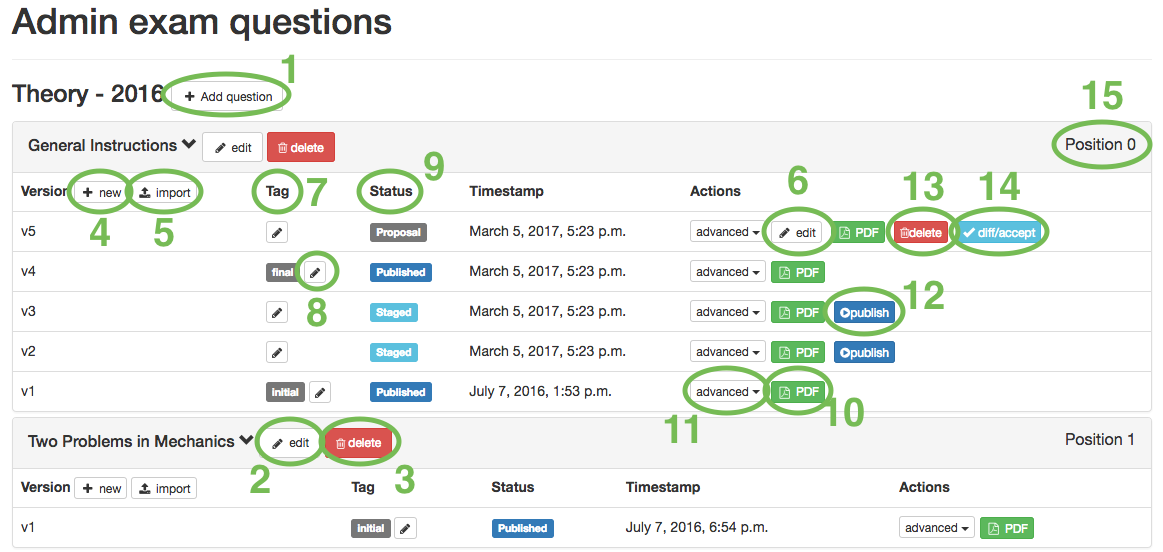 Admin exam questions
1
Theory - 2016 Add question
15
General Instructions edit delete Position 0
Version new import Tag 7 Status 9 Timestamp Actions 6 13 14
4 5
v5 Proposal March 5, 2017, 5:23 p.m. advanced edit PDF delete diff/accept
v4 final Published March 5, 2017, 5:23 p.m. advanced PDF
8 12
v3 Staged March 5, 2017, 5:23 p.m. advanced PDF publish
v2 Staged March 5, 2017, 5:23 p.m. advanced PDF publish
v1 initial Published July 7, 2016, 1:53 p.m. advanced PDF
11 10
Two Problems in Mechanics edit delete Position 1
2 3
Version new import Tag Status Timestamp Actions
v1 initial Published July 7, 2016, 6:54 p.m. advanced PDF